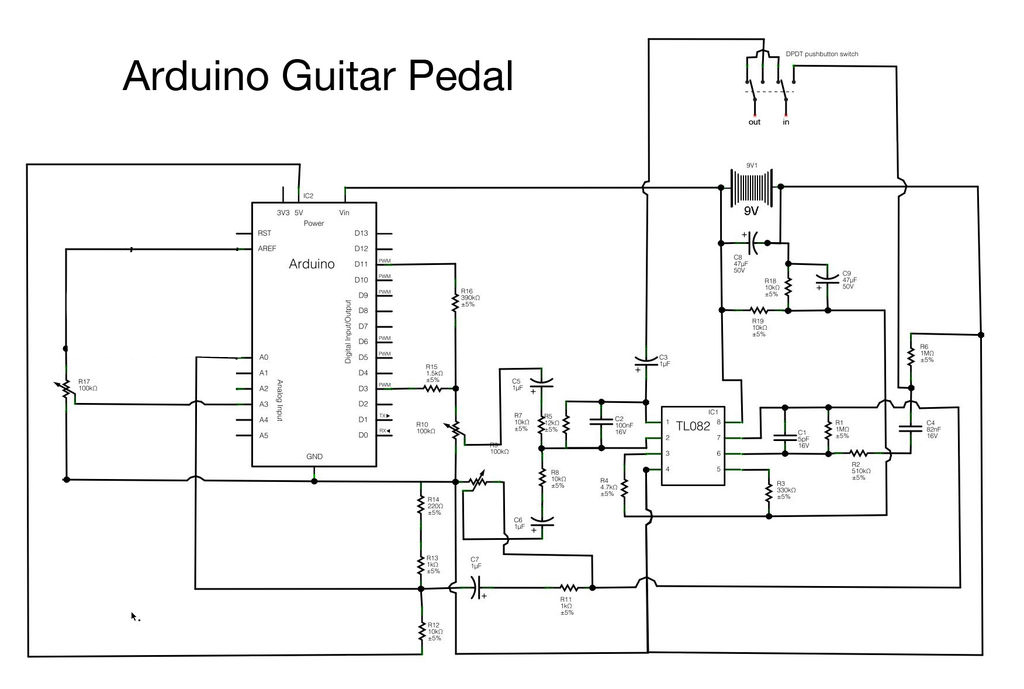 Arduino Guitar Pedal
DPDT pushbutton switch
out in
9V1
9V
IC2
3V3 5V Vin
Power
RST
AREF
Arduino
D13
D12
D11 PWM
D10 PWM
D9 PWM
D8
D7
D6 PWM
D5 PWM
D4
D3 PWM
D2
D1 TX▶
D0 RX◀
Digital Input/Output
Analog Input
A0
A1
A2
A3
A4
A5
GND
R17
100kΩ
R16
390kΩ
±5%
R15
1.5kΩ
±5%
R10
100kΩ
R9
100kΩ
C5
1µF
R7
10kΩ
±5%
R5
12kΩ
±5%
C2
100nF
16V
C3
1µF
R8
10kΩ
±5%
C6
1µF
R4
4.7kΩ
±5%
IC1
TL082
1 8
2 7
3 6
4 5
C8
47µF
50V
R18
10kΩ
±5%
C9
47µF
50V
R19
10kΩ
±5%
R6
1MΩ
±5%
C4
82nF
16V
C1
5pF
16V
R1
1MΩ
±5%
R2
510kΩ
±5%
R3
330kΩ
±5%
R14
220Ω
±5%
R13
1kΩ
±5%
R12
10kΩ
±5%
C7
1µF
R11
1kΩ
±5%